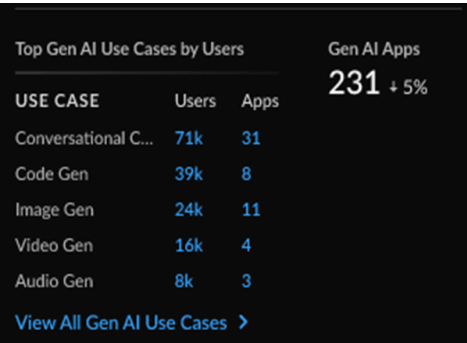 Top Gen AI Use Cases by Users
USE CASE Users Apps
Conversational C... 71k 31
Code Gen 39k 8
Image Gen 24k 11
Video Gen 16k 4
Audio Gen 8k 3
View All Gen AI Use Cases >
Gen AI Apps
231 ↓ 5%